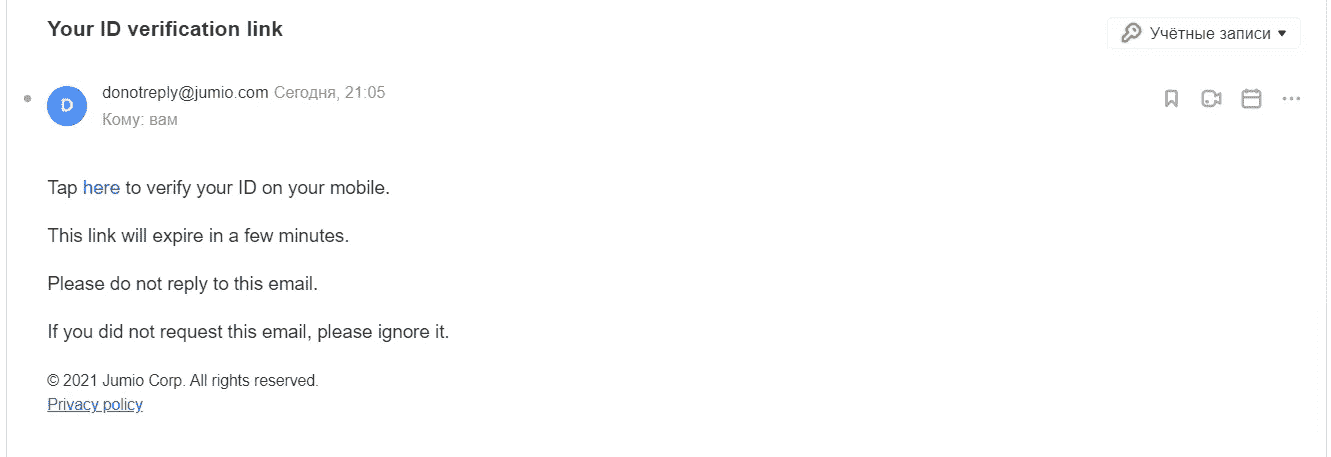 Your ID verification link
Учётные записи
D
donotreply@jumio.com Сегодня, 21:05
Кому: вам
Tap here to verify your ID on your mobile.
This link will expire in a few minutes.
Please do not reply to this email.
If you did not request this email, please ignore it.
© 2021 Jumio Corp. All rights reserved.
Privacy policy